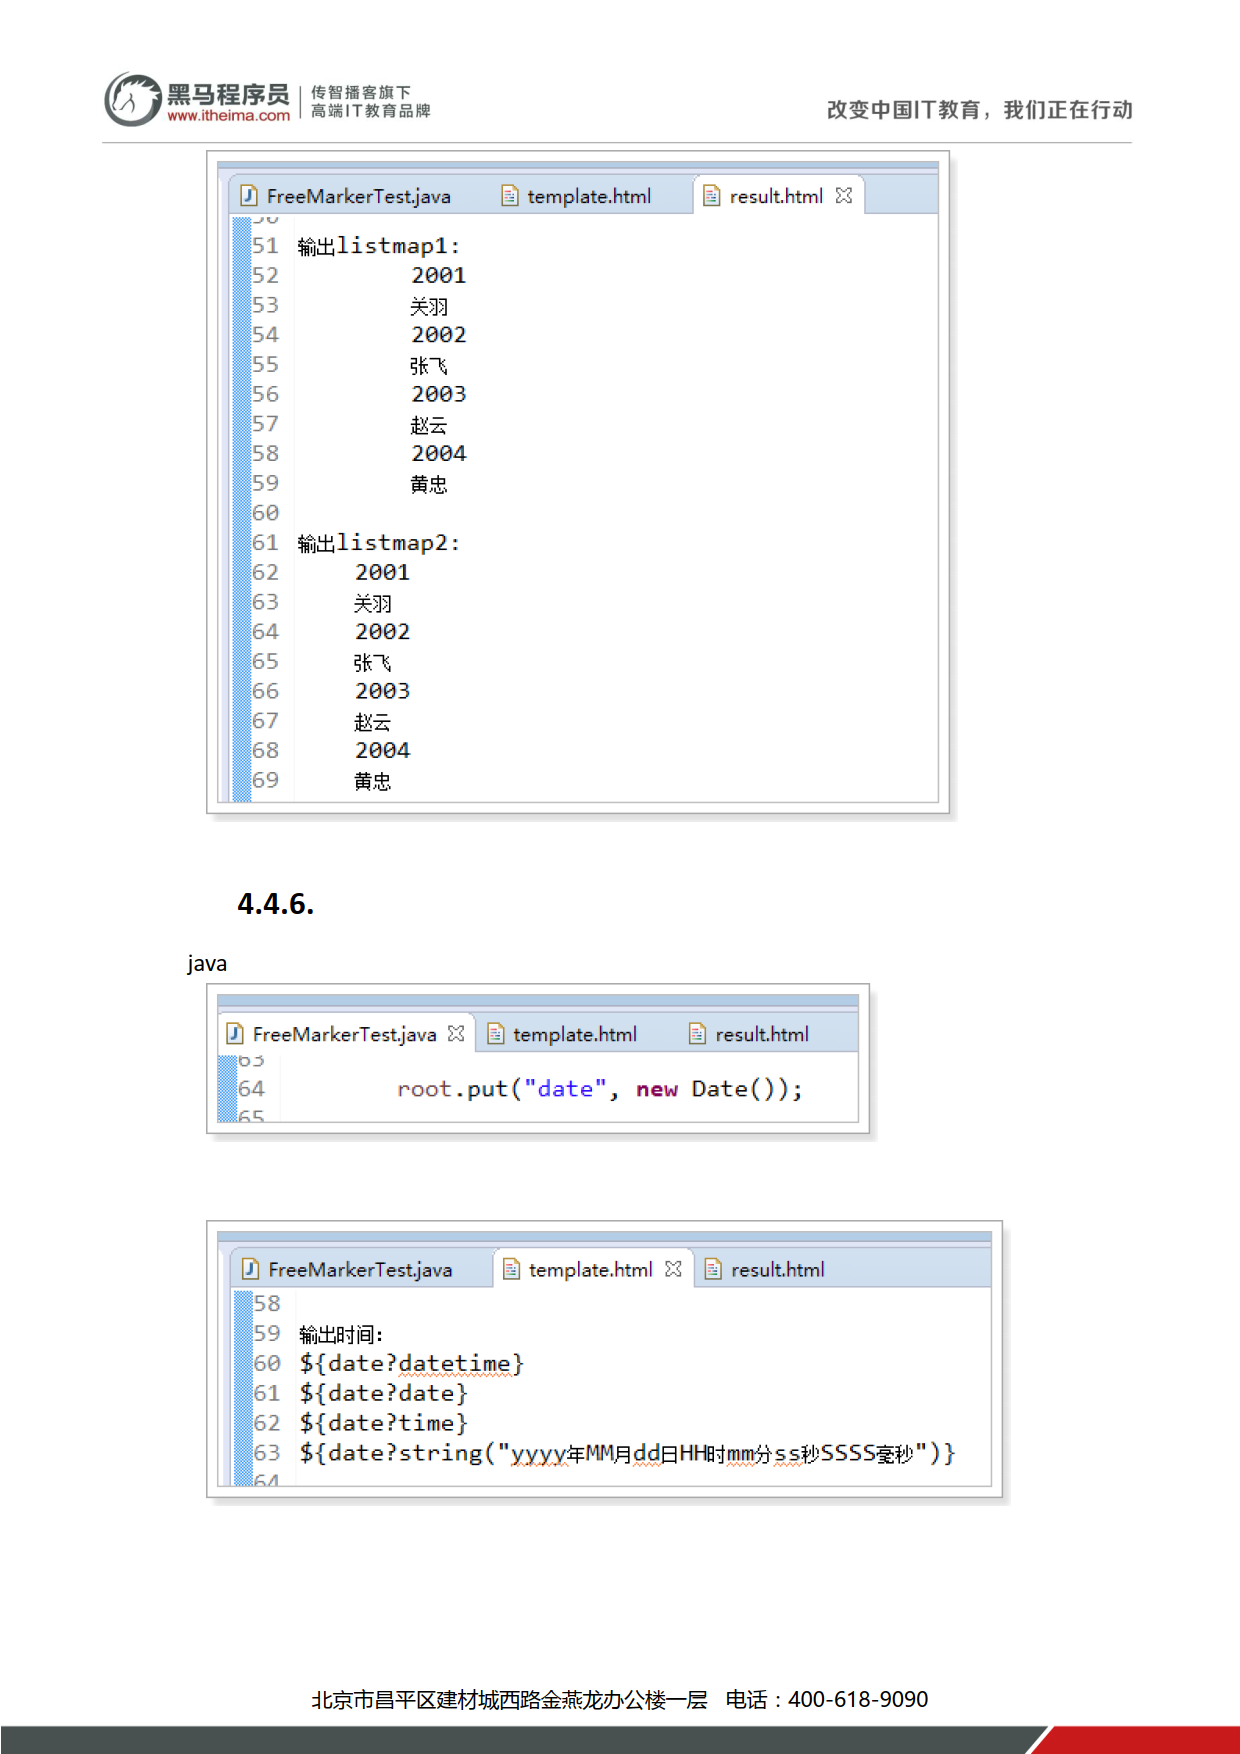 黑马程序员
www.itheima.com
传智播客旗下
高端IT教育品牌
改变中国IT教育，我们正在行动
FreeMarkerTest.java template.html result.html
50
51 输出listmap1:
52 2001
53 关羽
54 2002
55 张飞
56 2003
57 赵云
58 2004
59 黄忠
60
61 输出listmap2:
62 2001
63 关羽
64 2002
65 张飞
66 2003
67 赵云
68 2004
69 黄忠
4.4.6.
java
FreeMarkerTest.java template.html result.html
63
64 root.put("date", new Date());
65
FreeMarkerTest.java template.html result.html
58
59 输出时间:
60 ${date?datetime}
61 ${date?date}
62 ${date?time}
63 ${date?string("yyyy年MM月dd日HH时mm分ss秒SSSS毫秒")}
64
北京市昌平区建材城西路金燕龙办公楼一层 电话：400-618-9090